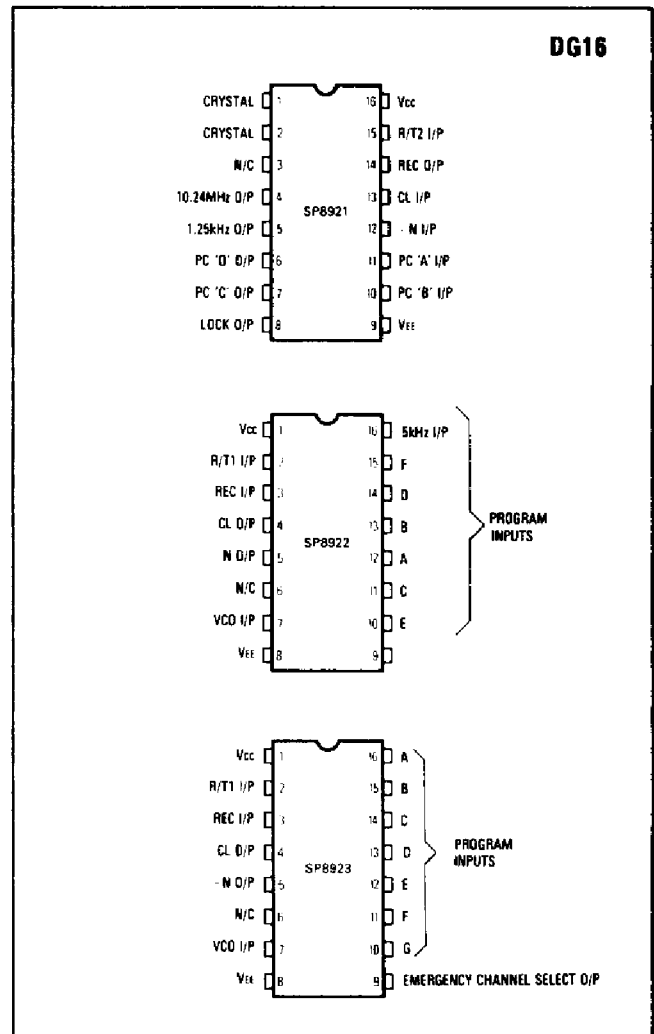 DG16
CRYSTAL 1 16 Vcc
CRYSTAL 2 15 R/T2 I/P
N/C 3 14 REC O/P
10.24MHz O/P 4 13 CL I/P
SP8921
1.25kHz O/P 5 12 - N I/P
PC 'D' O/P 6 11 PC 'A' I/P
PC 'C' O/P 7 10 PC 'B' I/P
LOCK O/P 8 9 VEE
Vcc 1 16 5kHz I/P
R/T1 I/P 2 15 F
REC I/P 3 14 D
CL O/P 4 13 B
SP8922
PROGRAM
INPUTS
N O/P 5 12 A
N/C 6 11 C
VCO I/P 7 10 E
VEE 8 9
Vcc 1 16 A
R/T1 I/P 2 15 B
REC I/P 3 14 C
CL O/P 4 13 D
SP8923
PROGRAM
INPUTS
- N O/P 5 12 E
N/C 6 11 F
VCO I/P 7 10 G
VEE 8 9 EMERGENCY CHANNEL SELECT O/P